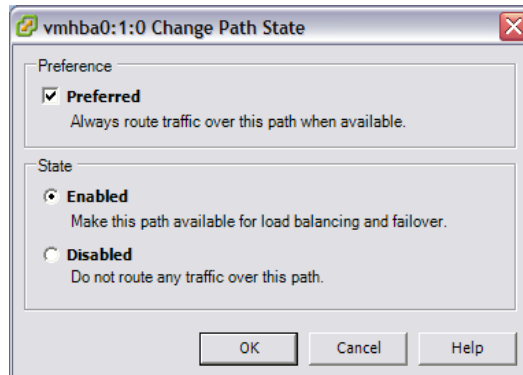 vmhba0:1:0 Change Path State
Preference
Preferred
Always route traffic over this path when available.
State
Enabled
Make this path available for load balancing and failover.
Disabled
Do not route any traffic over this path.
OK Cancel Help